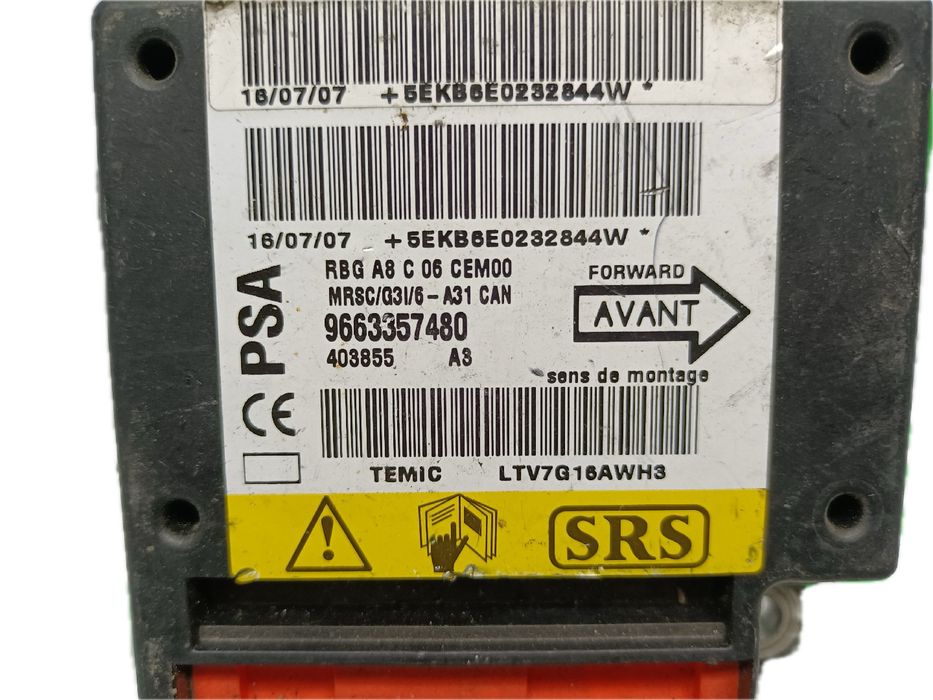 16/07/07 +5EKB6E0232844W *
16/07/07 +5EKB6E0232844W *
PSA
RBG A8 C 06 CEM00
MRSC/G3I/6-A31 CAN
9663357480
403855 A3
FORWARD
AVANT
sens de montage
CE
TEMIC LTV7G16AWH3
SRS